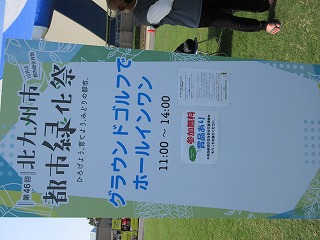 第46回
北九州市
都市緑化祭
ひろげよう、育てよう、みどりの都市。
グラウンドゴルフで
ホールインワン
11:00 ～ 14:00
参加無料
賞品あり